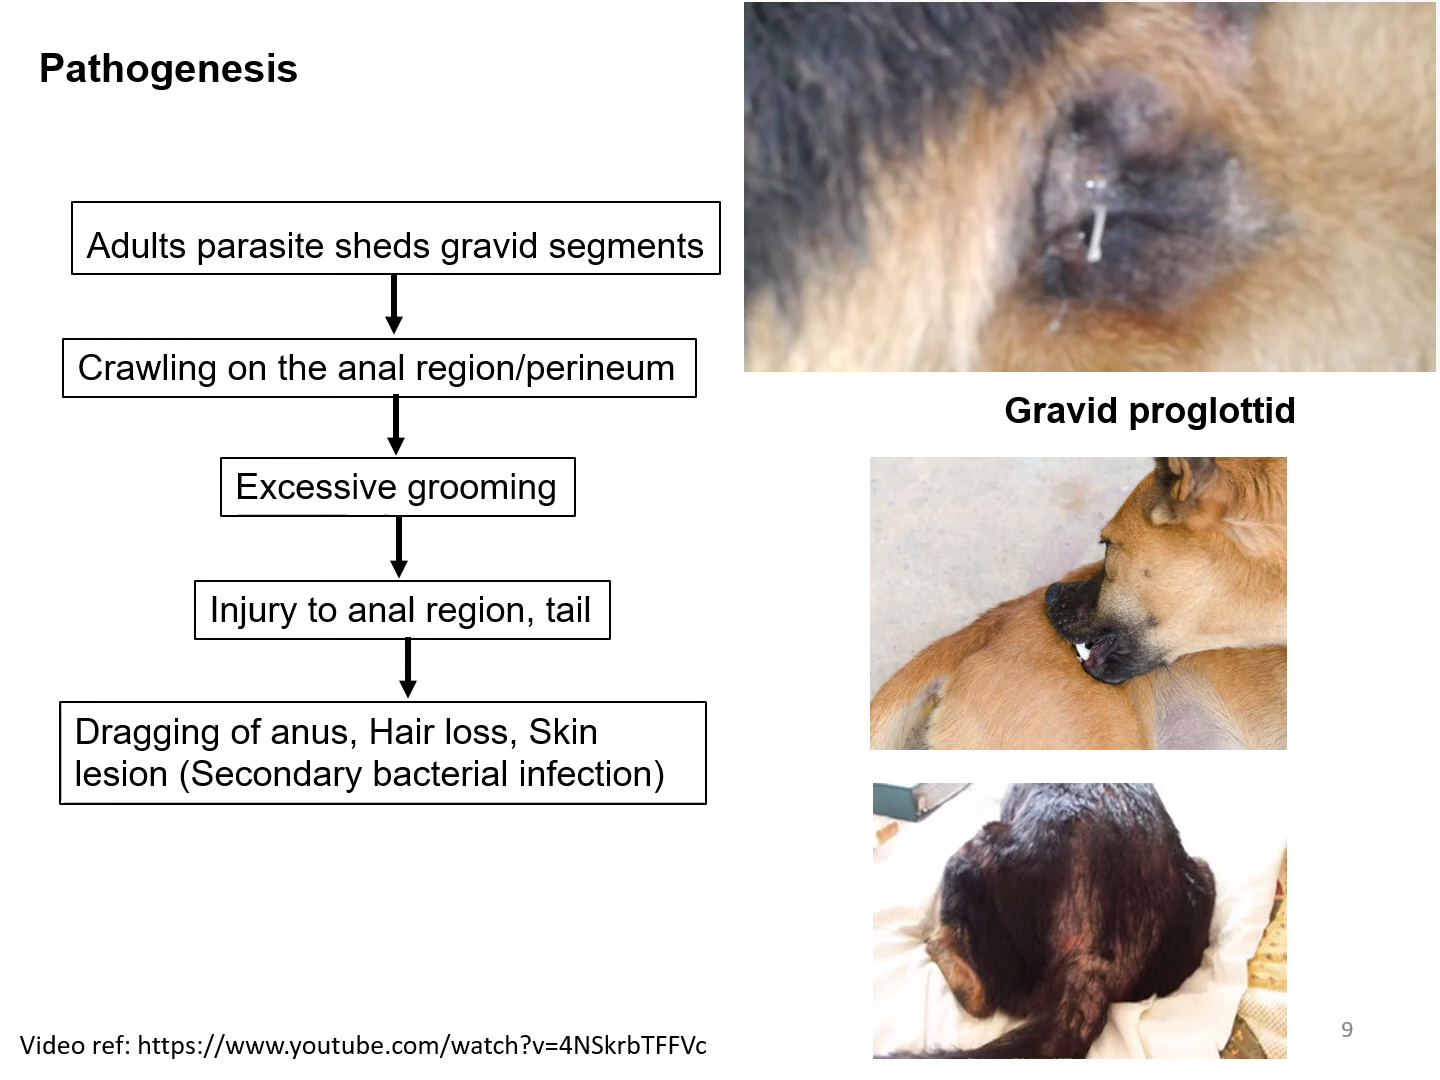 Pathogenesis
Adults parasite sheds gravid segments
Crawling on the anal region/perineum
Excessive grooming
Injury to anal region, tail
Dragging of anus, Hair loss, Skin
lesion (Secondary bacterial infection)
Gravid proglottid
Video ref: https://www.youtube.com/watch?v=4NSkrbTFFVc
9